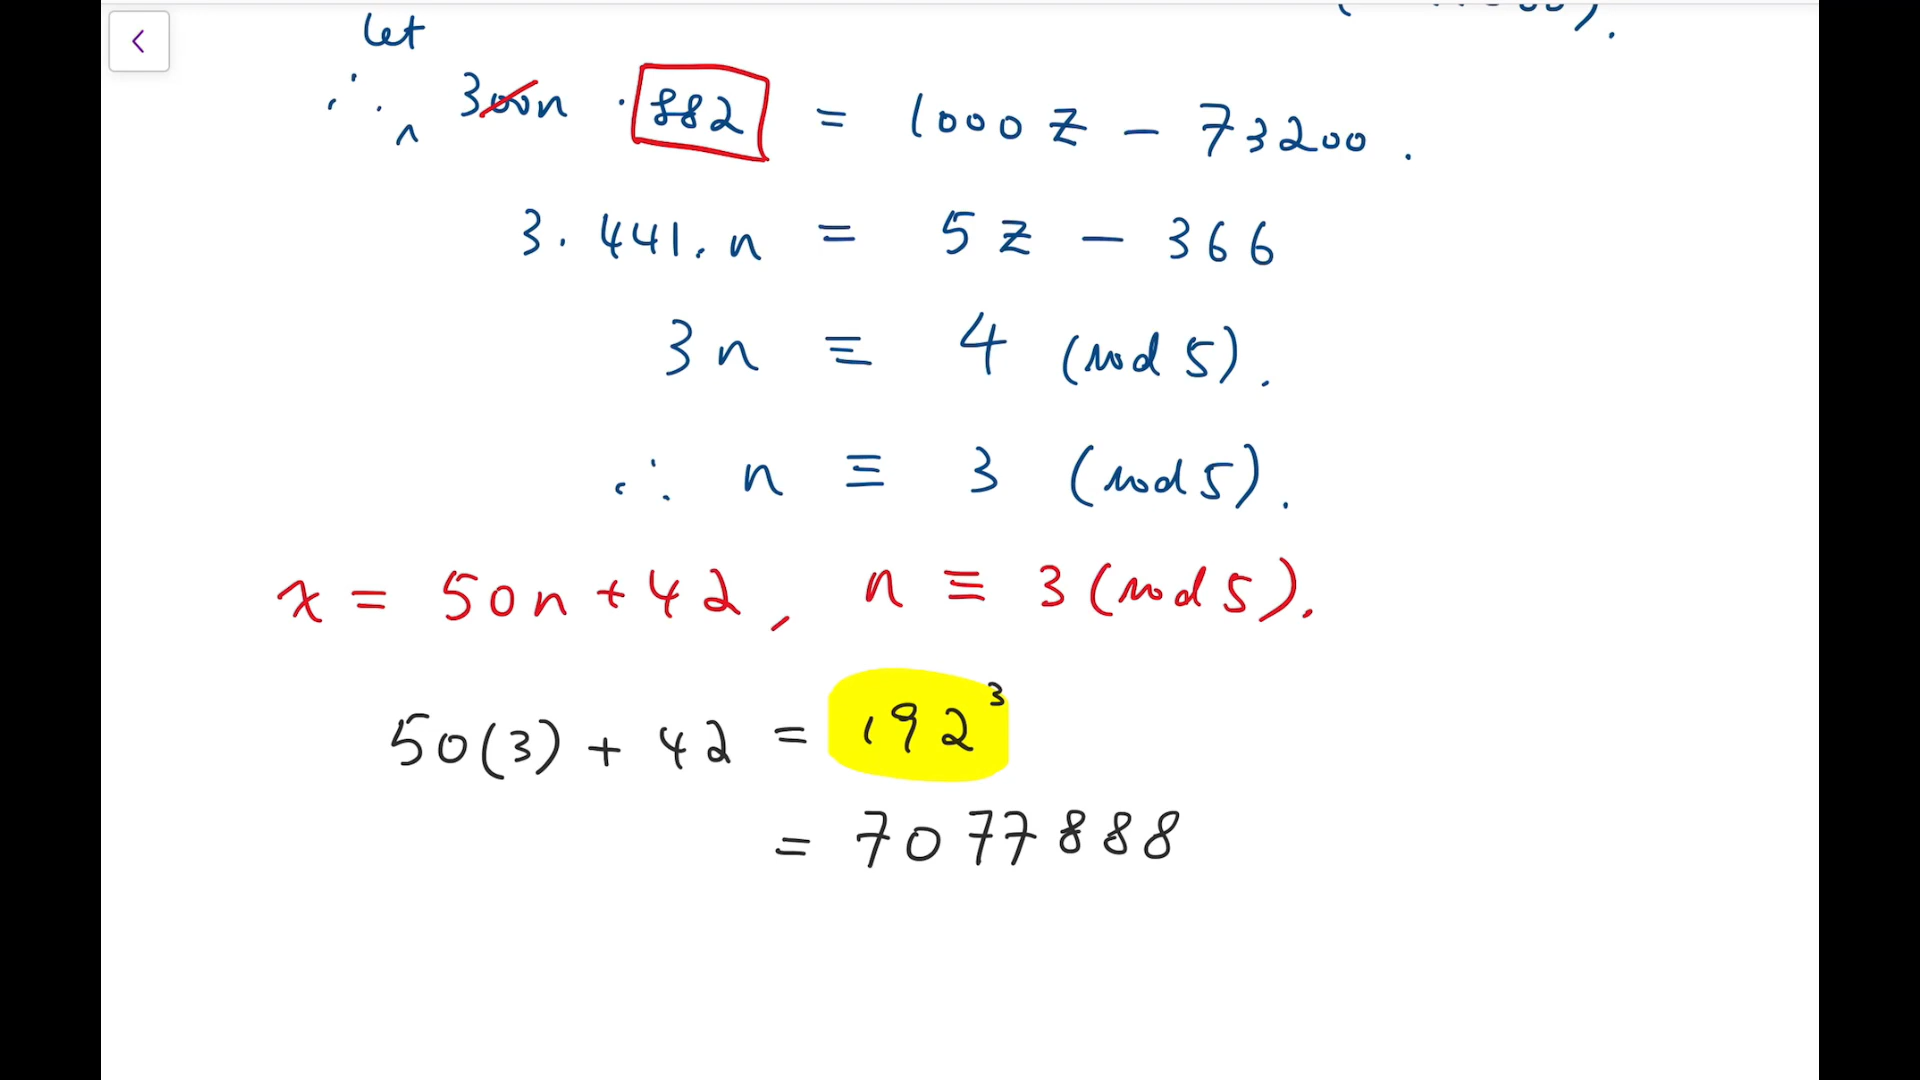 let
∴ 300n · 882 = 1000z − 73200 .
n
3 . 441 . n = 5z − 366
3n ≡ 4 (mod 5) .
∴ n ≡ 3 (mod 5) .
x = 50n + 42 , n ≡ 3 (mod 5) .
50(3) + 42 = 192³
= 7077888